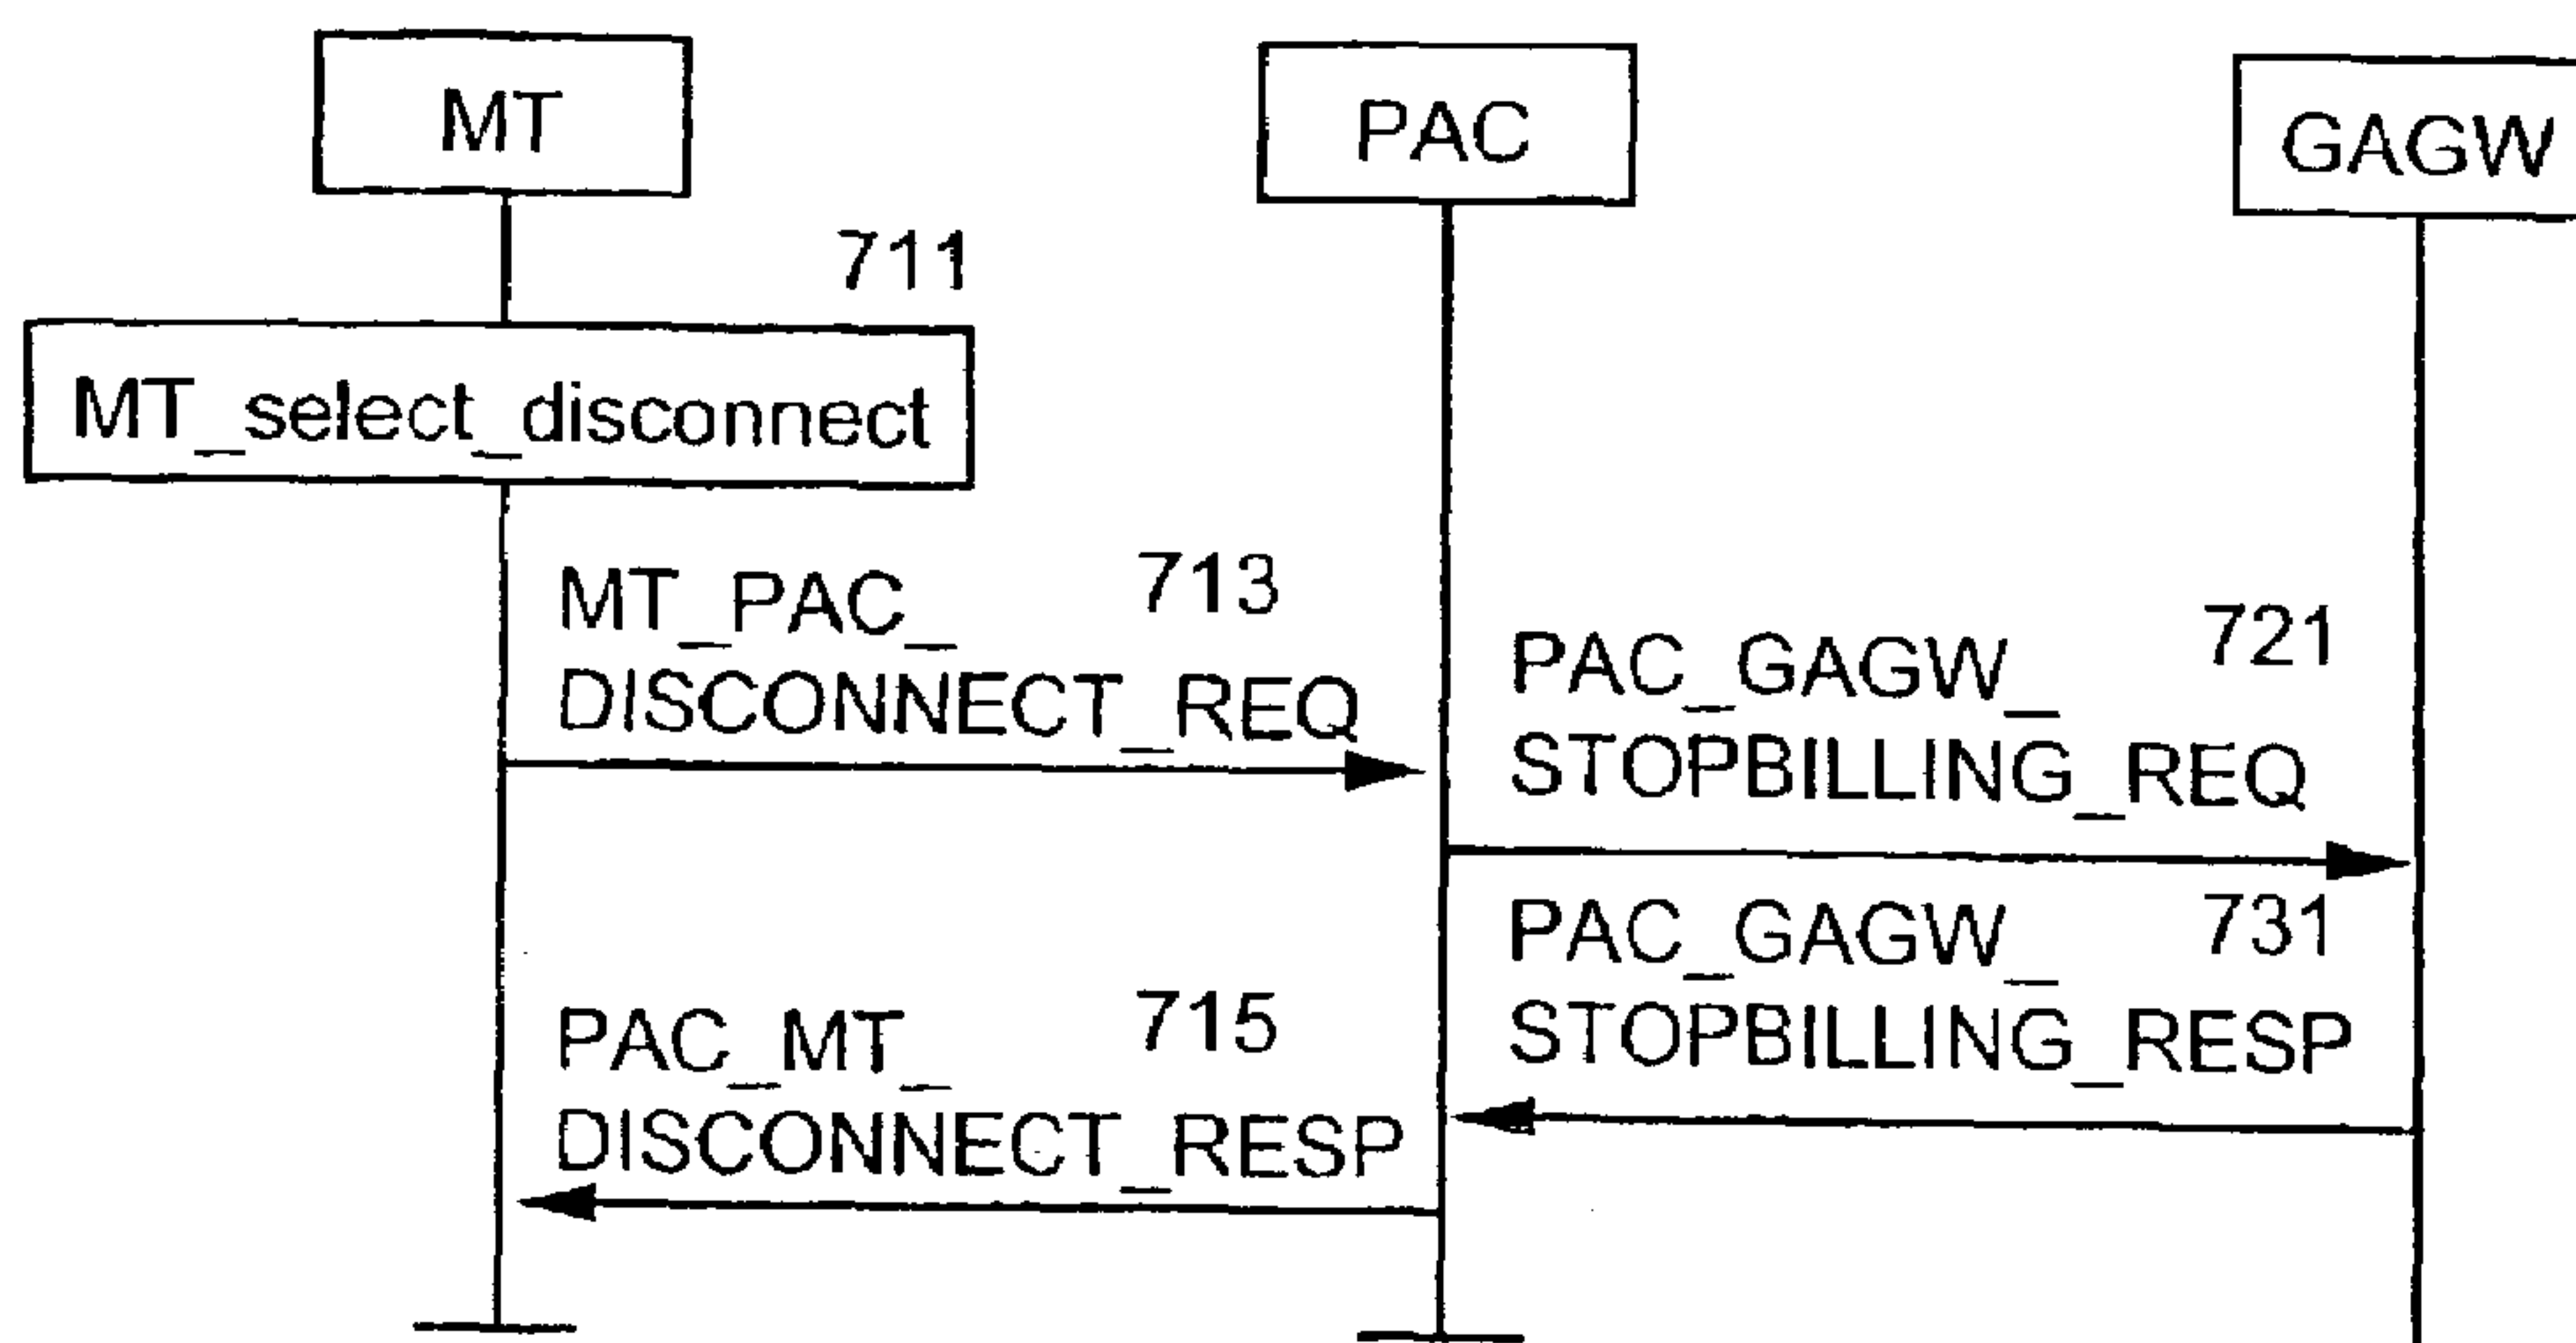 MT
PAC
GAGW
711
MT_select_disconnect
713
MT_PAC_
DISCONNECT_REQ
721
PAC_GAGW_
STOPBILLING_REQ
731
PAC_GAGW_
STOPBILLING_RESP
715
PAC_MT_
DISCONNECT_RESP